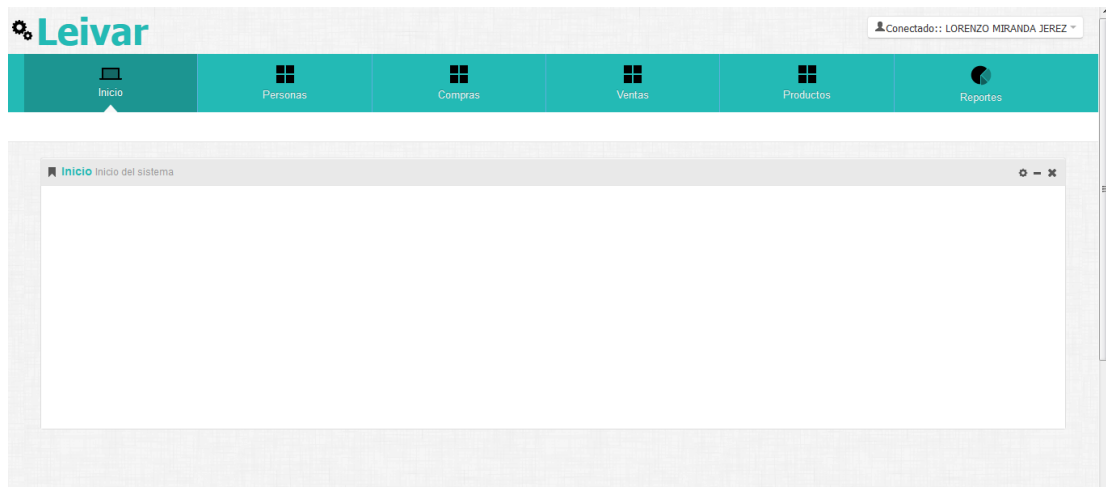 Leivar
Conectado:: LORENZO MIRANDA JEREZ
Inicio
Personas
Compras
Ventas
Productos
Reportes
Inicio Inicio del sistema